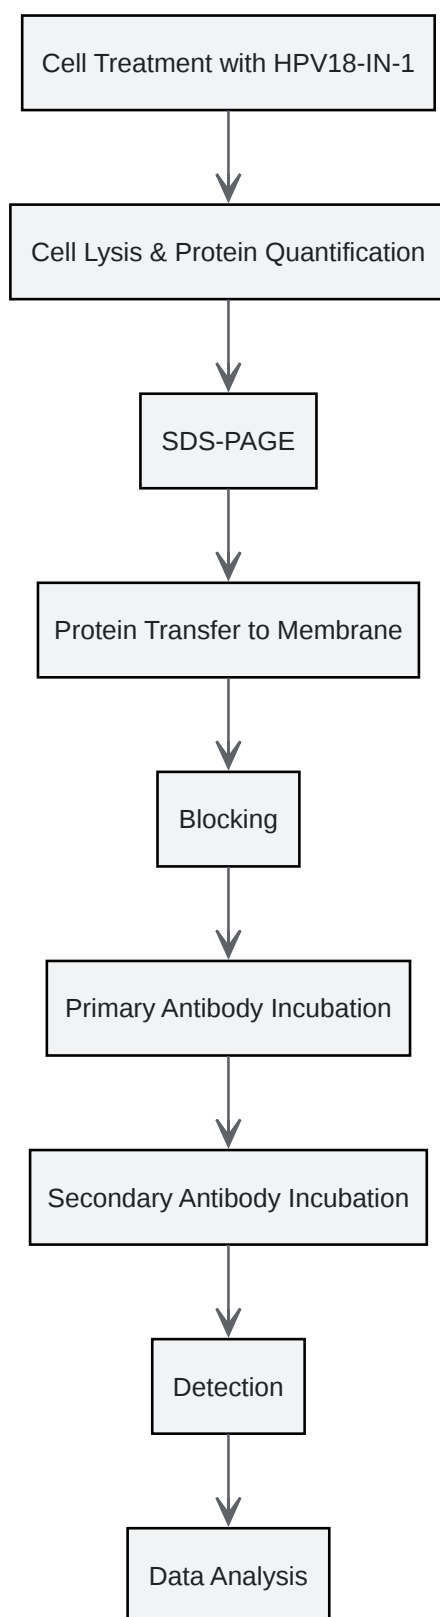 Cell Treatment with HPV18-IN-1
Cell Lysis & Protein Quantification
SDS-PAGE
Protein Transfer to Membrane
Blocking
Primary Antibody Incubation
Secondary Antibody Incubation
Detection
Data Analysis